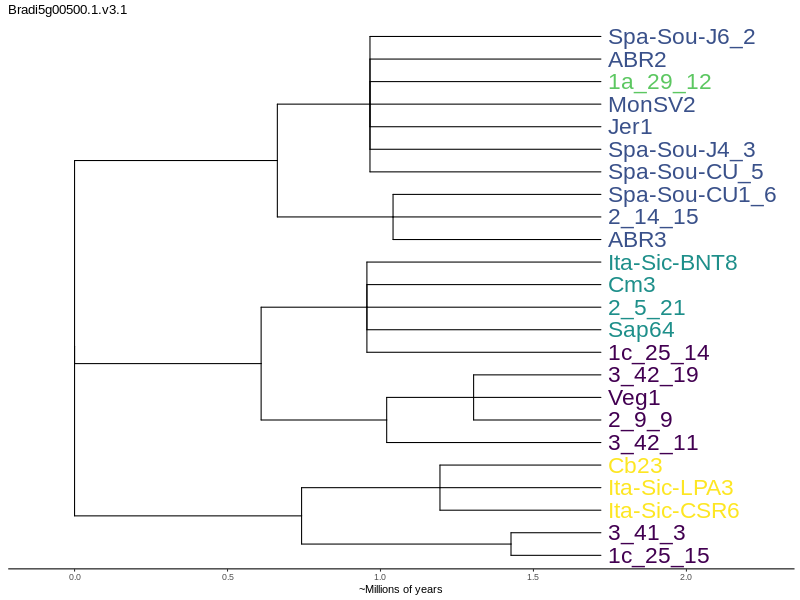 Bradi5g00500.1.v3.1
Spa-Sou-J6_2
ABR2
1a_29_12
MonSV2
Jer1
Spa-Sou-J4_3
Spa-Sou-CU_5
Spa-Sou-CU1_6
2_14_15
ABR3
Ita-Sic-BNT8
Cm3
2_5_21
Sap64
1c_25_14
3_42_19
Veg1
2_9_9
3_42_11
Cb23
Ita-Sic-LPA3
Ita-Sic-CSR6
3_41_3
1c_25_15
0.0 0.5 1.0 1.5 2.0
~Millions of years